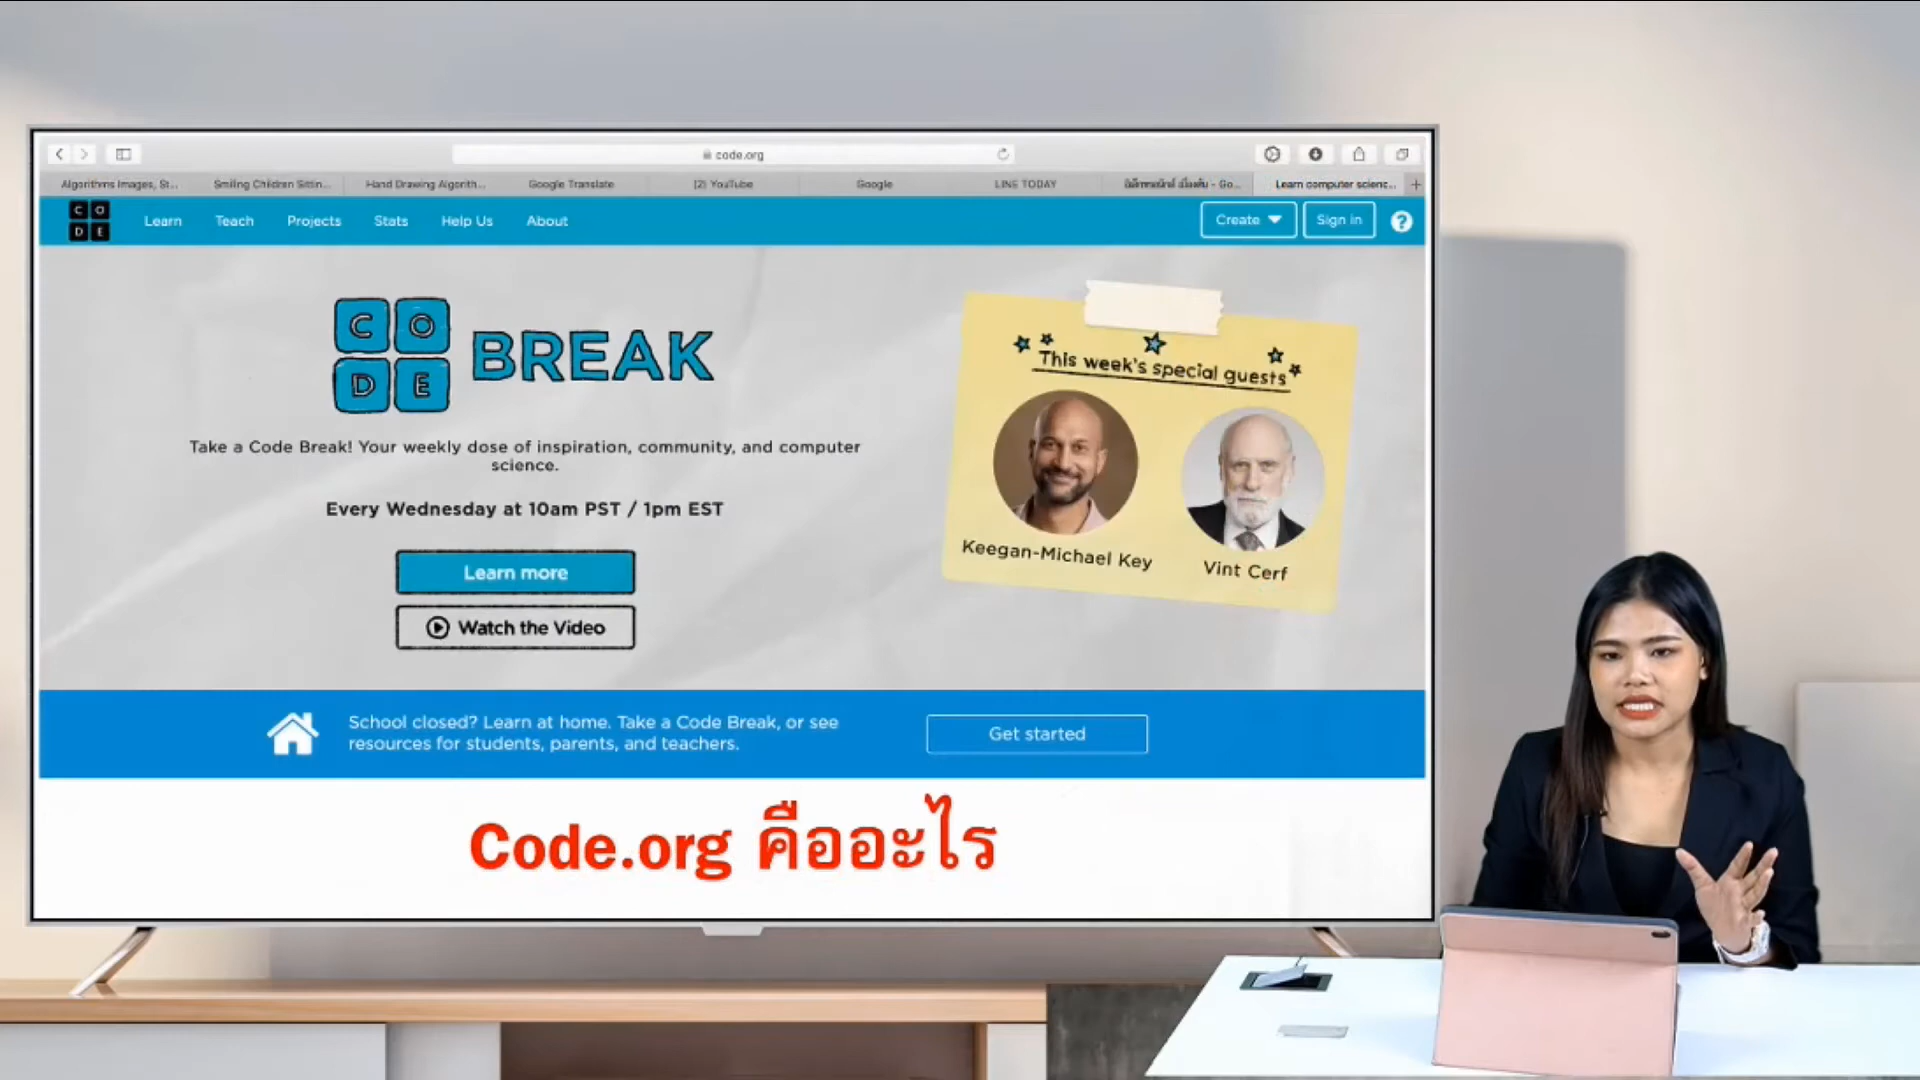 code.org
Algorithms Images, St...
Smiling Children Sittin...
Hand Drawing Algorith...
Google Translate
(2) YouTube
Google
LINE TODAY
Learn computer scienc...
CODE
Learn
Teach
Projects
Stats
Help Us
About
Create
Sign in
?
CODE BREAK
Take a Code Break! Your weekly dose of inspiration, community, and computer
science.
Every Wednesday at 10am PST / 1pm EST
Learn more
Watch the Video
This week's special guests
Keegan-Michael Key
Vint Cerf
School closed? Learn at home. Take a Code Break, or see
resources for students, parents, and teachers.
Get started
Code.org คืออะไร